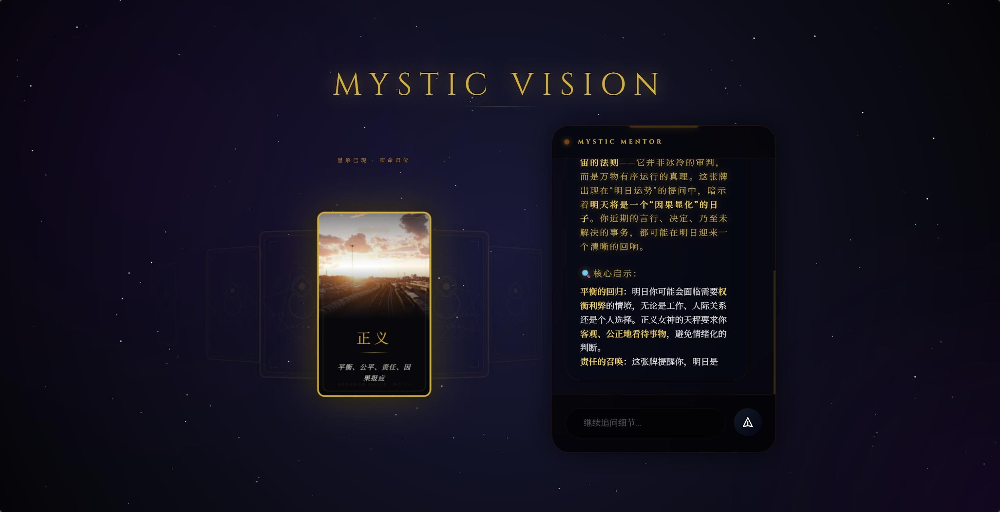 MYSTIC VISION
星象已现 · 宿命归位
正义
平衡、公平、责任、因
果报应
ARCANUM MAJOR
MYSTIC MENTOR
宙的法则——它并非冰冷的审判，
而是万物有序运行的真理。这张牌
出现在“明日运势”的提问中，暗示
着明天将是一个“因果显化”的日
子。你近期的言行、决定、乃至未
解决的事务，都可能在明日迎来一
个清晰的回响。
核心启示：
平衡的回归：明日你可能会面临需要权
衡利弊的情境，无论是工作、人际关系
还是个人选择。正义女神的天秤要求你
客观、公正地看待事物，避免情绪化的
判断。
责任的召唤：这张牌提醒你，明日是
继续追问细节...